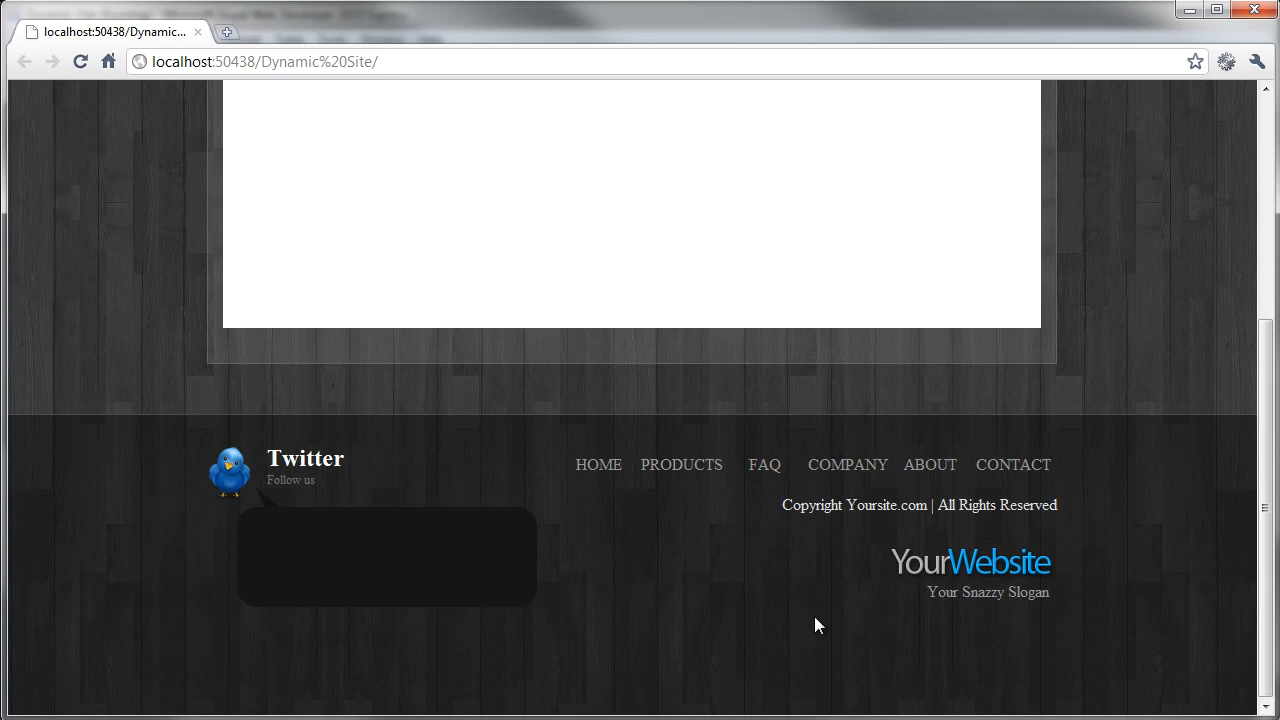 localhost:50438/Dynamic...
localhost:50438/Dynamic%20Site/
Twitter
Follow us
HOME PRODUCTS FAQ COMPANY ABOUT CONTACT
Copyright Yoursite.com | All Rights Reserved
YourWebsite
Your Snazzy Slogan